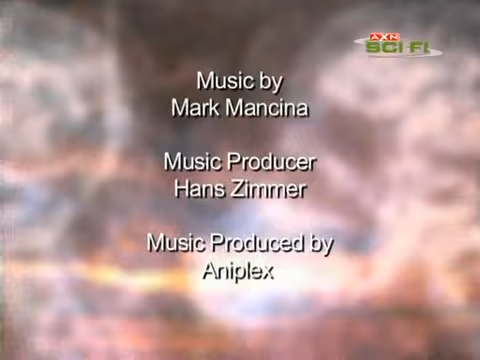 AXN
SCI FI
Music by
Mark Mancina
Music Producer
Hans Zimmer
Music Produced by
Aniplex